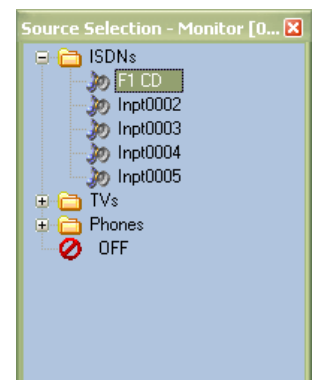 Source Selection - Monitor [0...
ISDNs
F1 CD
Inpt0002
Inpt0003
Inpt0004
Inpt0005
TVs
Phones
OFF